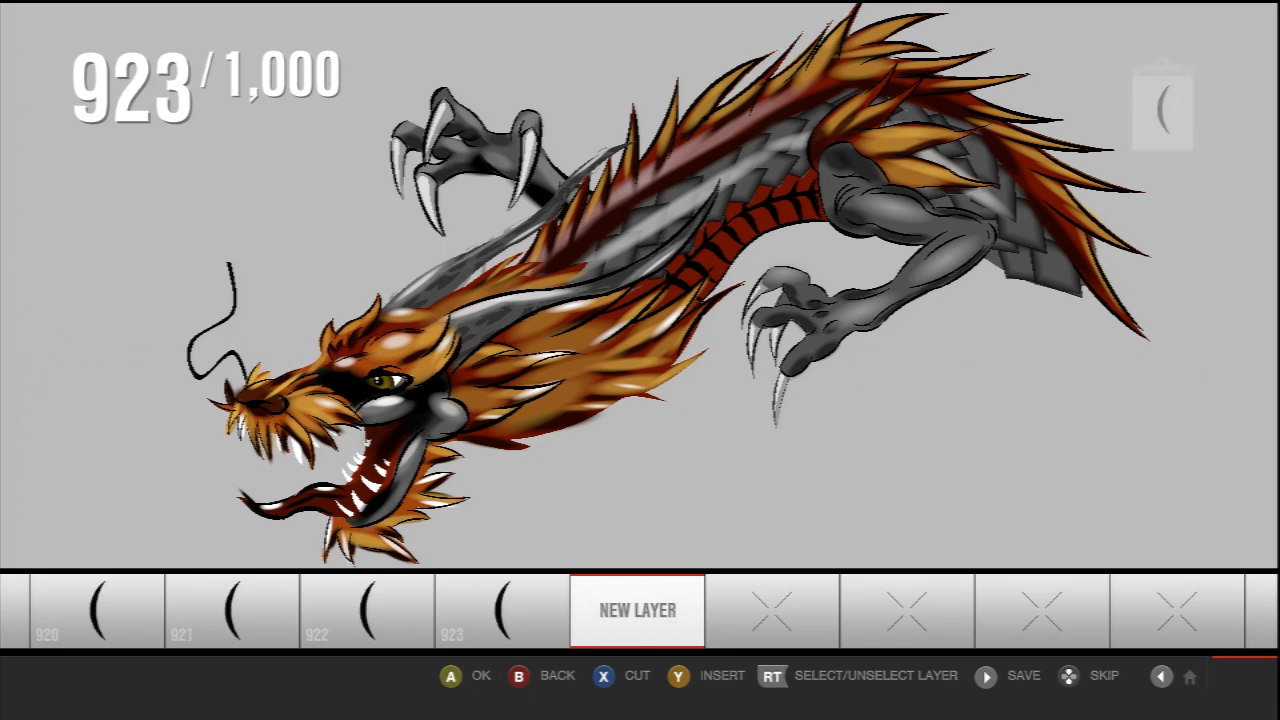 923/1,000
920 921 922 923 NEW LAYER
A OK B BACK X CUT Y INSERT RT SELECT/UNSELECT LAYER SAVE SKIP